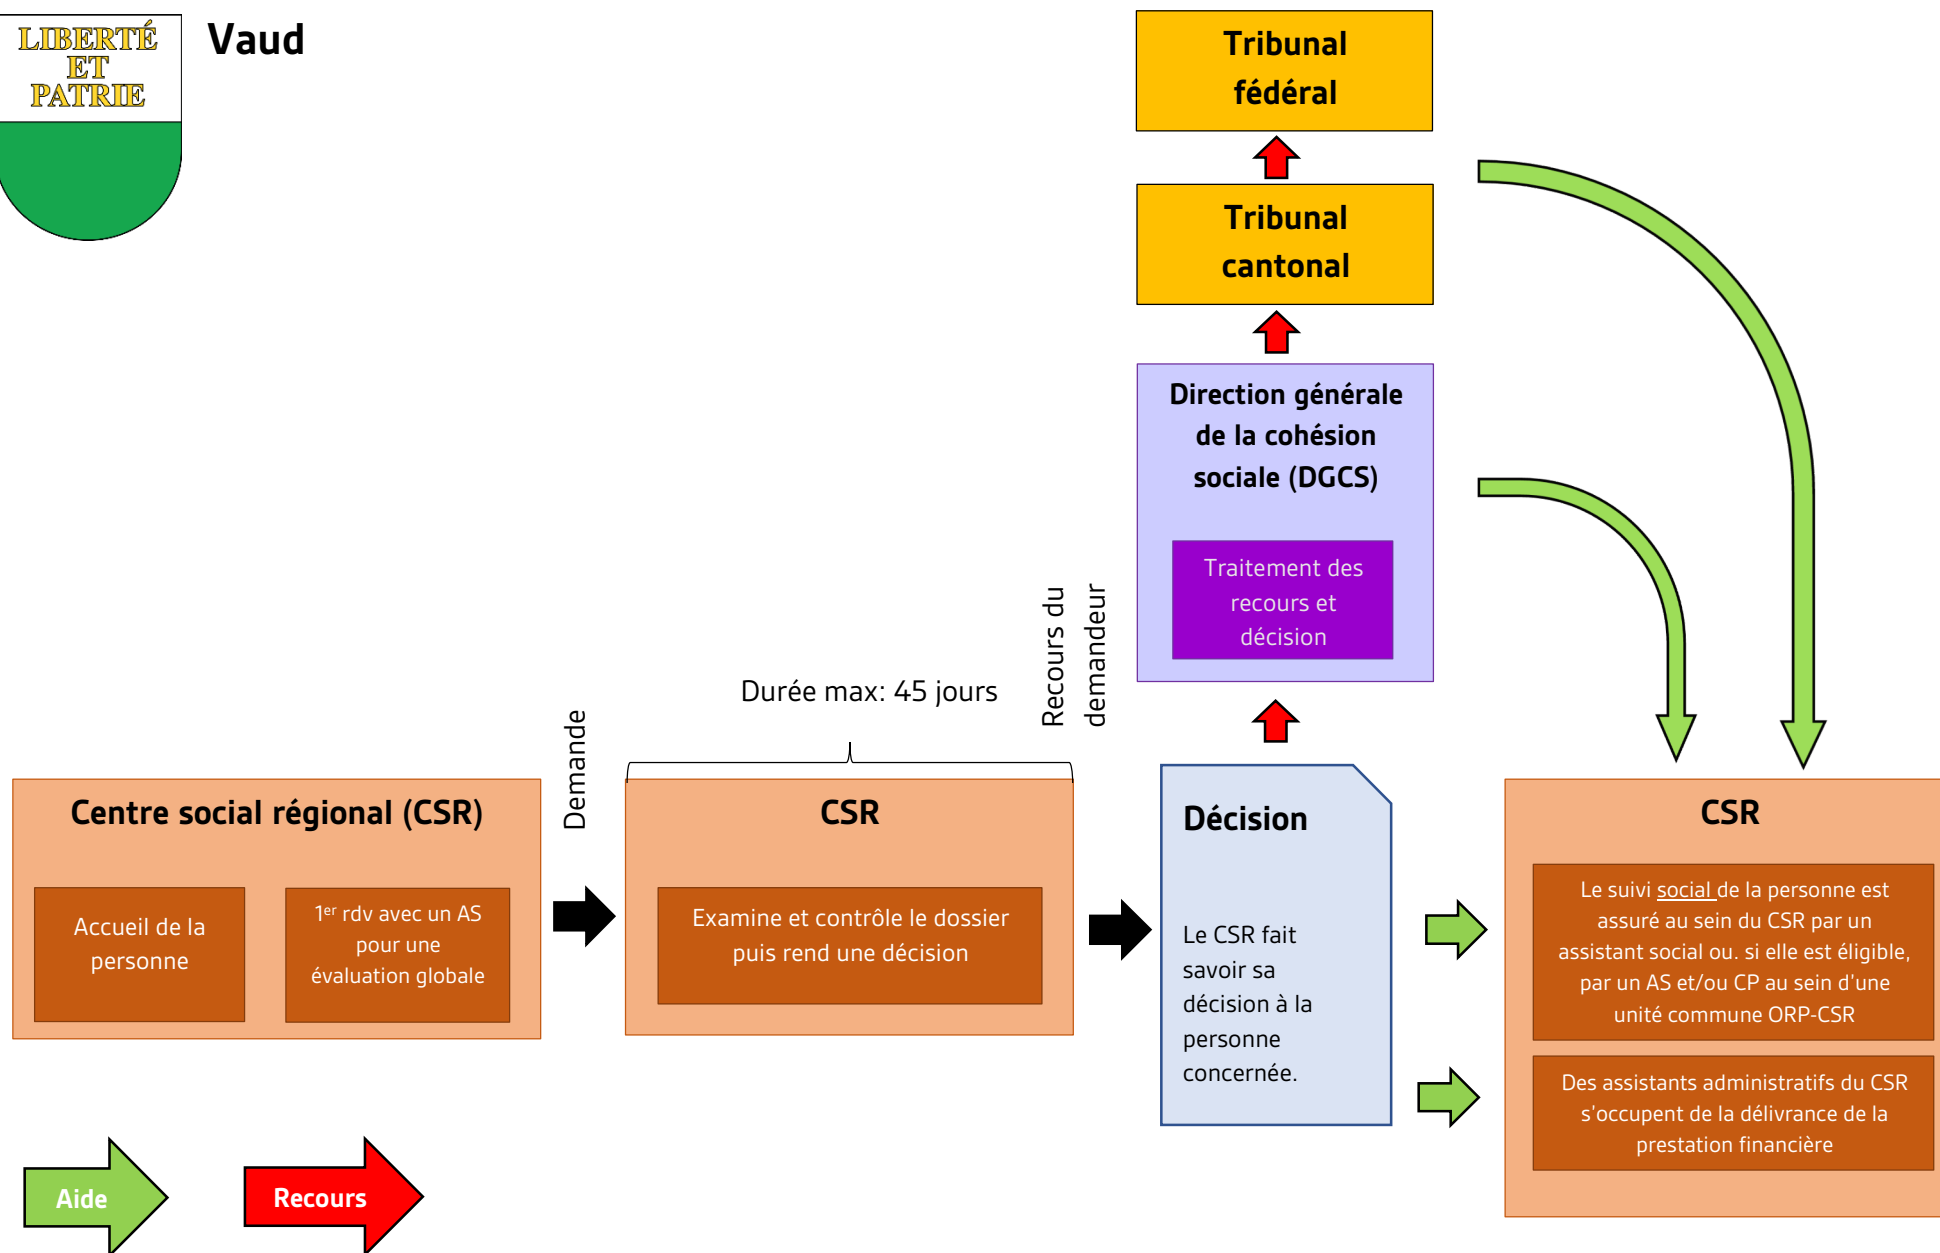 LIBERTÉ
ET
PATRIE
Vaud
Tribunal
fédéral
Tribunal
cantonal
Direction générale
de la cohésion
sociale (DGCS)
Traitement des
recours et
décision
Recours du
demandeur
Durée max: 45 jours
Demande
Centre social régional (CSR)
Accueil de la
personne
1er rdv avec un AS
pour une
évaluation globale
CSR
Examine et contrôle le dossier
puis rend une décision
Décision
Le CSR fait
savoir sa
décision à la
personne
concernée.
CSR
Le suivi social de la personne est
assuré au sein du CSR par un
assistant social ou. si elle est éligible,
par un AS et/ou CP au sein d'une
unité commune ORP-CSR
Des assistants administratifs du CSR
s'occupent de la délivrance de la
prestation financière
Aide
Recours